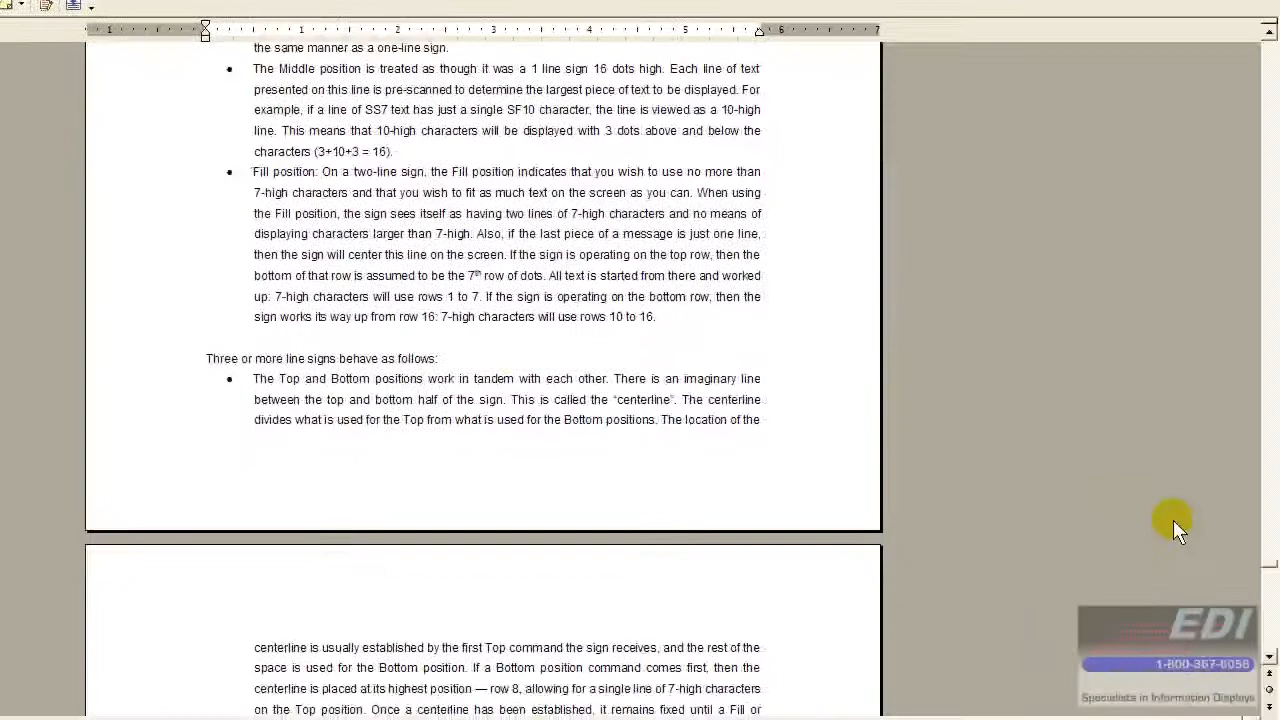 1 1 2 3 4 5 6 7
the same manner as a one-line sign.
• The Middle position is treated as though it was a 1 line sign 16 dots high. Each line of text
presented on this line is pre-scanned to determine the largest piece of text to be displayed. For
example, if a line of SS7 text has just a single SF10 character, the line is viewed as a 10-high
line. This means that 10-high characters will be displayed with 3 dots above and below the
characters (3+10+3 = 16).
• Fill position: On a two-line sign, the Fill position indicates that you wish to use no more than
7-high characters and that you wish to fit as much text on the screen as you can. When using
the Fill position, the sign sees itself as having two lines of 7-high characters and no means of
displaying characters larger than 7-high. Also, if the last piece of a message is just one line,
then the sign will center this line on the screen. If the sign is operating on the top row, then the
bottom of that row is assumed to be the 7th row of dots. All text is started from there and worked
up: 7-high characters will use rows 1 to 7. If the sign is operating on the bottom row, then the
sign works its way up from row 16: 7-high characters will use rows 10 to 16.
Three or more line signs behave as follows:
• The Top and Bottom positions work in tandem with each other. There is an imaginary line
between the top and bottom half of the sign. This is called the “centerline”. The centerline
divides what is used for the Top from what is used for the Bottom positions. The location of the
centerline is usually established by the first Top command the sign receives, and the rest of the
space is used for the Bottom position. If a Bottom position command comes first, then the
centerline is placed at its highest position — row 8, allowing for a single line of 7-high characters
on the Top position. Once a centerline has been established, it remains fixed until a Fill or
EDI
1-800-367-6056
Specialists in Information Displays